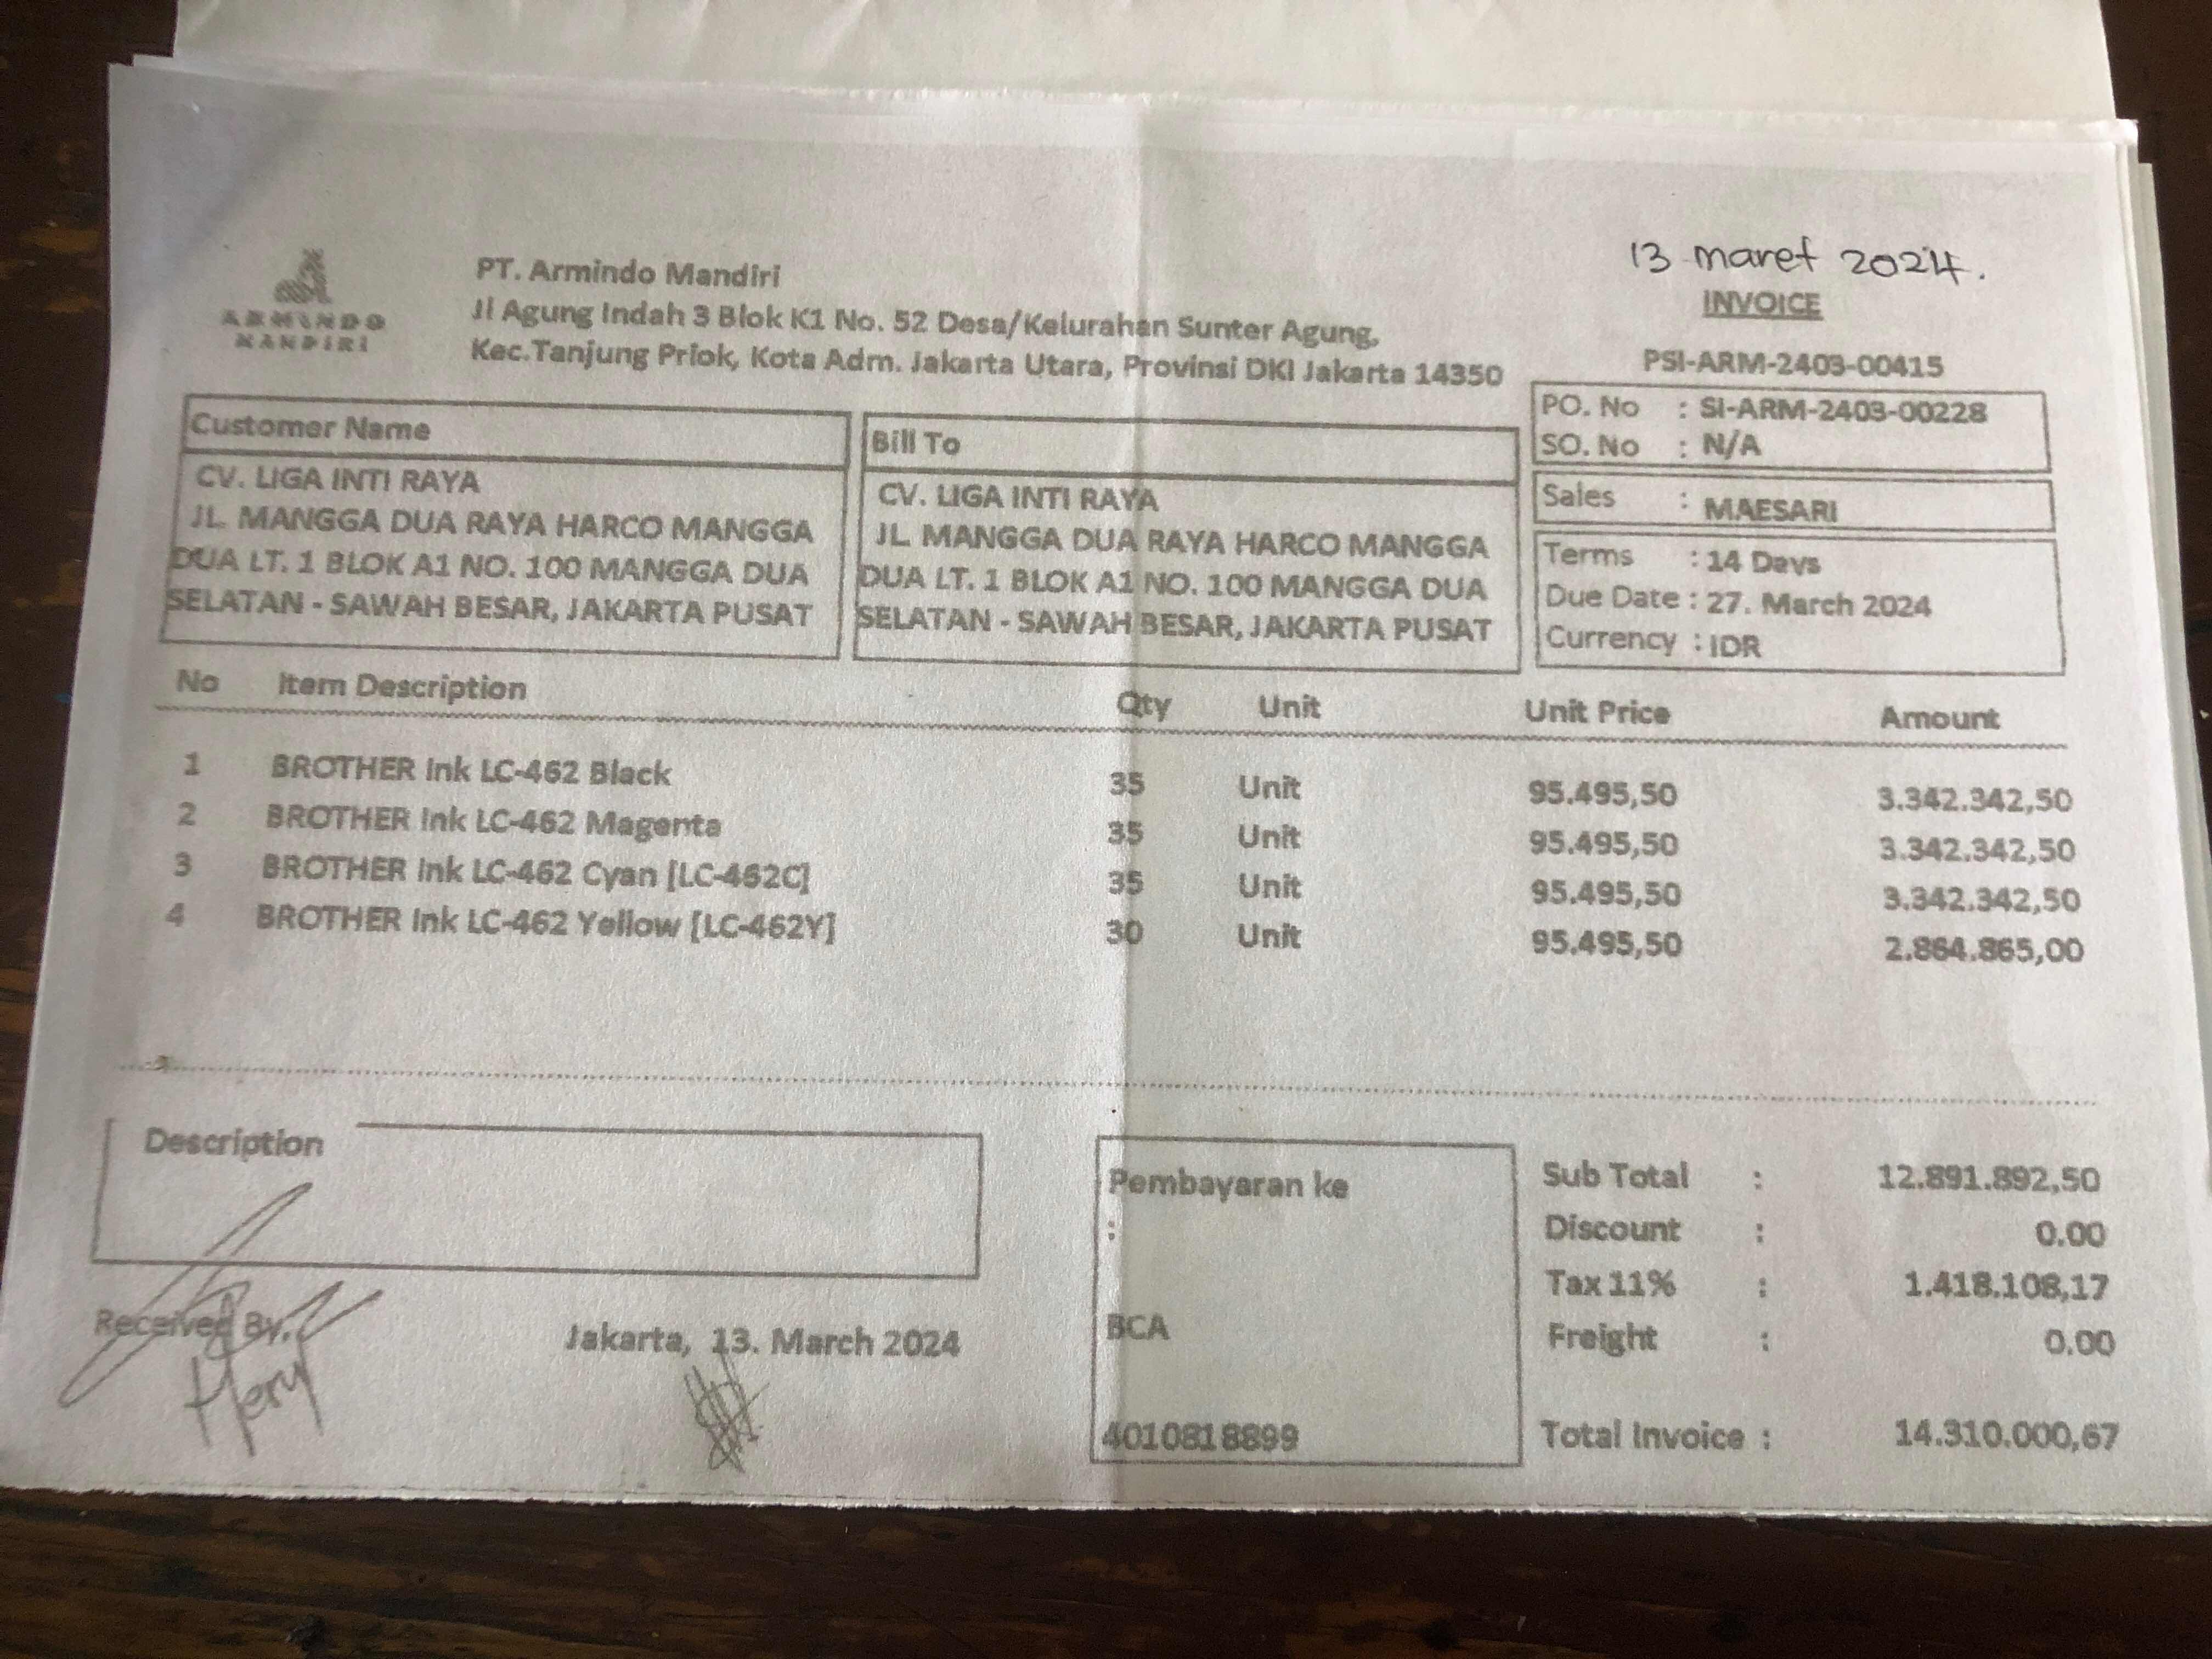 13 maret 2024.
ARMINDO
MANDIRI
PT. Armindo Mandiri
Jl Agung Indah 3 Blok K1 No. 52 Desa/Kelurahan Sunter Agung,
Kec.Tanjung Priok, Kota Adm. Jakarta Utara, Provinsi DKI Jakarta 14350
INVOICE
PSI-ARM-2403-00415
PO. No : SI-ARM-2403-00228
SO. No : N/A
Sales : MAESARI
Terms : 14 Days
Due Date : 27. March 2024
Currency : IDR
Customer Name
CV. LIGA INTI RAYA
JL. MANGGA DUA RAYA HARCO MANGGA
DUA LT. 1 BLOK A1 NO. 100 MANGGA DUA
SELATAN - SAWAH BESAR, JAKARTA PUSAT
Bill To
CV. LIGA INTI RAYA
JL. MANGGA DUA RAYA HARCO MANGGA
DUA LT. 1 BLOK A1 NO. 100 MANGGA DUA
SELATAN - SAWAH BESAR, JAKARTA PUSAT
No Item Description Qty Unit Unit Price Amount
1 BROTHER Ink LC-462 Black 35 Unit 95.495,50 3.342.342,50
2 BROTHER Ink LC-462 Magenta 35 Unit 95.495,50 3.342.342,50
3 BROTHER Ink LC-462 Cyan [LC-462C] 35 Unit 95.495,50 3.342.342,50
4 BROTHER Ink LC-462 Yellow [LC-462Y] 30 Unit 95.495,50 2.864.865,00
Description
Received By,
Hery
Jakarta, 13. March 2024
Pembayaran ke
:
BCA
4010818899
Sub Total : 12.891.892,50
Discount : 0.00
Tax 11% : 1.418.108,17
Freight : 0.00
Total Invoice : 14.310.000,67